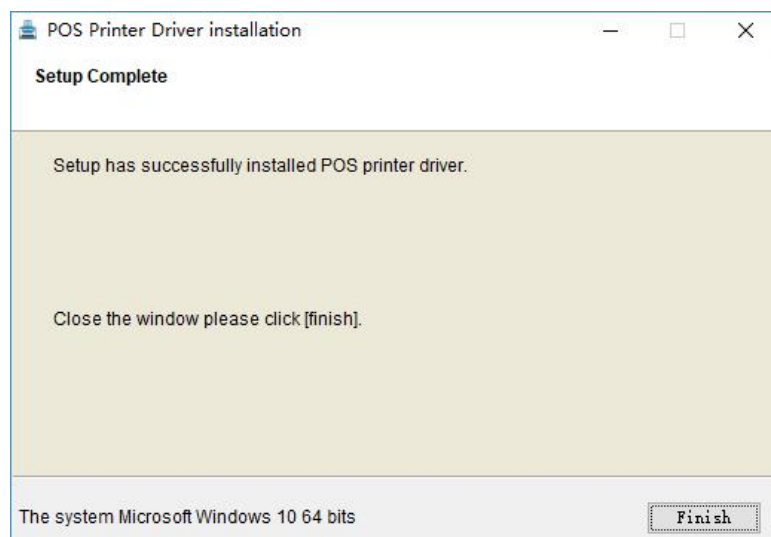 POS Printer Driver installation
Setup Complete
Setup has successfully installed POS printer driver.
Close the window please click [finish].
The system Microsoft Windows 10 64 bits
Finish